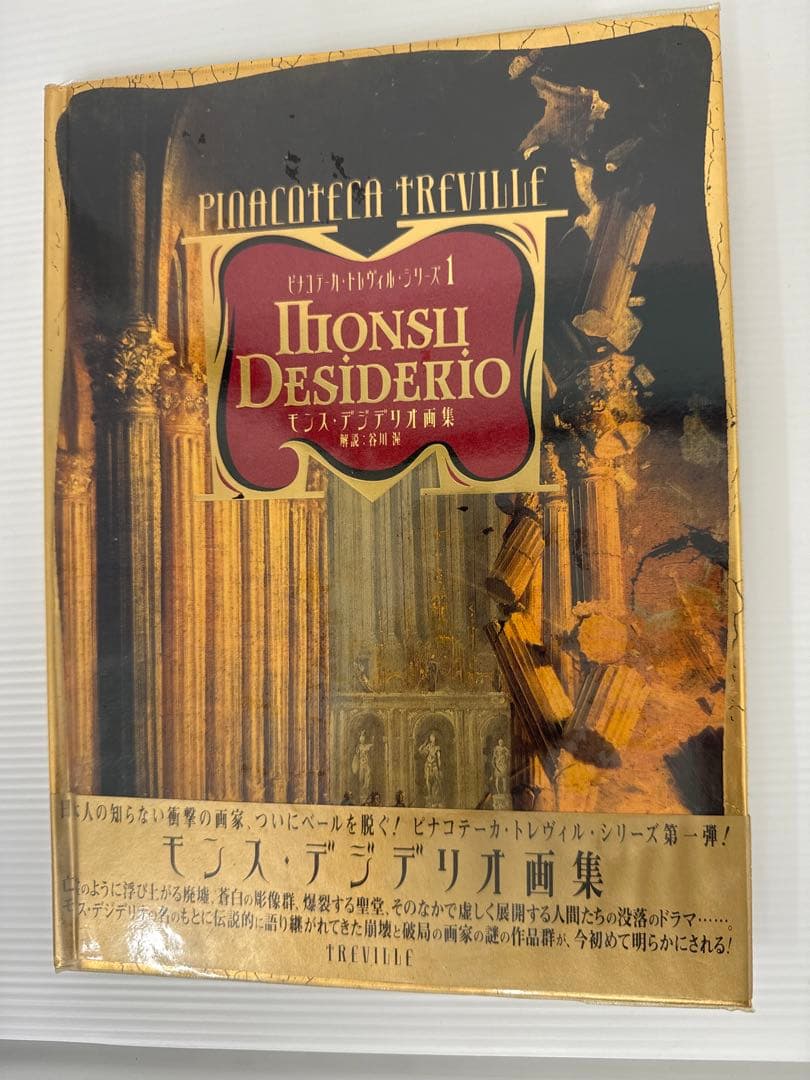 PINACOTECA TREVILLE
ピナコテーカ・トレヴィル・シリーズ1
MONSU
DESIDERIO
モンス・デジデリオ画集
解説:谷川 渥
日本人の知らない衝撃の画家、ついにベールを脱ぐ! ピナコテーカ・トレヴィル・シリーズ第一弾!
モンス・デジデリオ画集
のように浮び上がる廃墟、蒼白の彫像群、爆裂する聖堂、そのなかで虚しく展開する人間たちの没落のドラマ……。
モンス・デジデリオの名のもとに伝説的に語り継がれてきた崩壊と破局の画家の謎の作品群が、今初めて明らかにされる!
TREVILLE